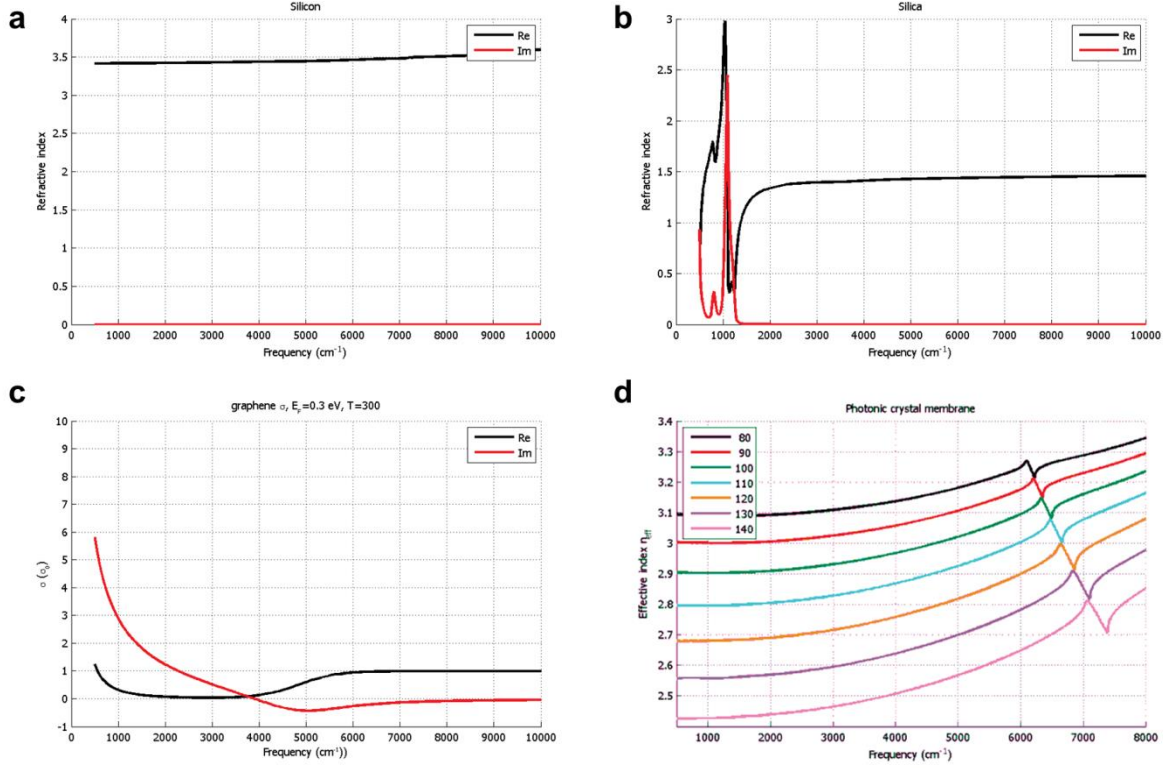 a
Silicon
Refractive index
4
3.5
3
2.5
2
1.5
1
0.5
0
0 1000 2000 3000 4000 5000 6000 7000 8000 9000 10000
Frequency (cm⁻¹)
Re
Im
b
Silica
Refractive index
3
2.5
2
1.5
1
0.5
0
0 1000 2000 3000 4000 5000 6000 7000 8000 9000 10000
Frequency (cm⁻¹)
Re
Im
c
graphene σ, E_F=0.3 eV, T=300
σ (σ₀)
10
9
8
7
6
5
4
3
2
1
0
-1
0 1000 2000 3000 4000 5000 6000 7000 8000 9000 10000
Frequency (cm⁻¹))
Re
Im
d
Photonic crystal membrane
Effective index n_eff
3.4
3.3
3.2
3.1
3
2.9
2.8
2.7
2.6
2.5
1000 2000 3000 4000 5000 6000 7000 8000
Frequency (cm⁻¹)
80
90
100
110
120
130
140